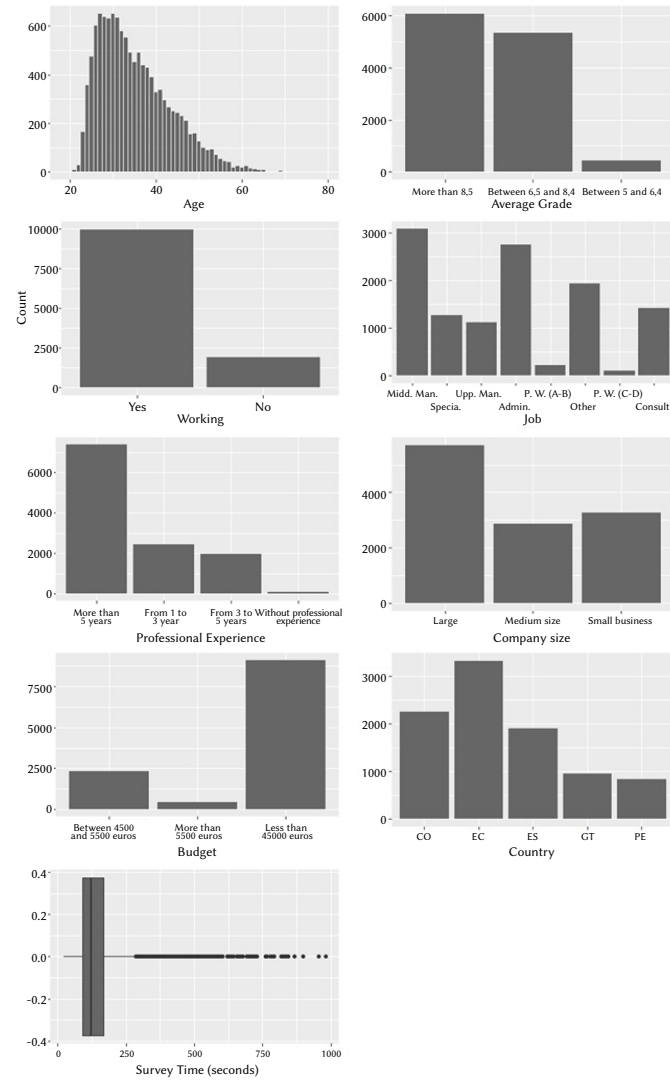 600
400
200
0
20 40 60 80
Age
6000
4000
2000
0
More than 8,5 Between 6,5 and 8,4 Between 5 and 6,4
Average Grade
Count
10000
7500
5000
2500
0
Yes No
Working
3000
2000
1000
0
Midd. Man. Upp. Man. P. W. (A-B) P. W. (C-D)
Specia. Admin. Other Consult
Job
6000
4000
2000
0
More than From 1 to From 3 to Without professional
5 years 3 year 5 years experience
Professional Experience
4000
2000
0
Large Medium size Small business
Company size
7500
5000
2500
0
Between 4500 More than Less than
and 5500 euros 5500 euros 45000 euros
Budget
3000
2000
1000
0
CO EC ES GT PE
Country
0.4
0.2
0.0
-0.2
-0.4
0 250 500 750 1000
Survey Time (seconds)